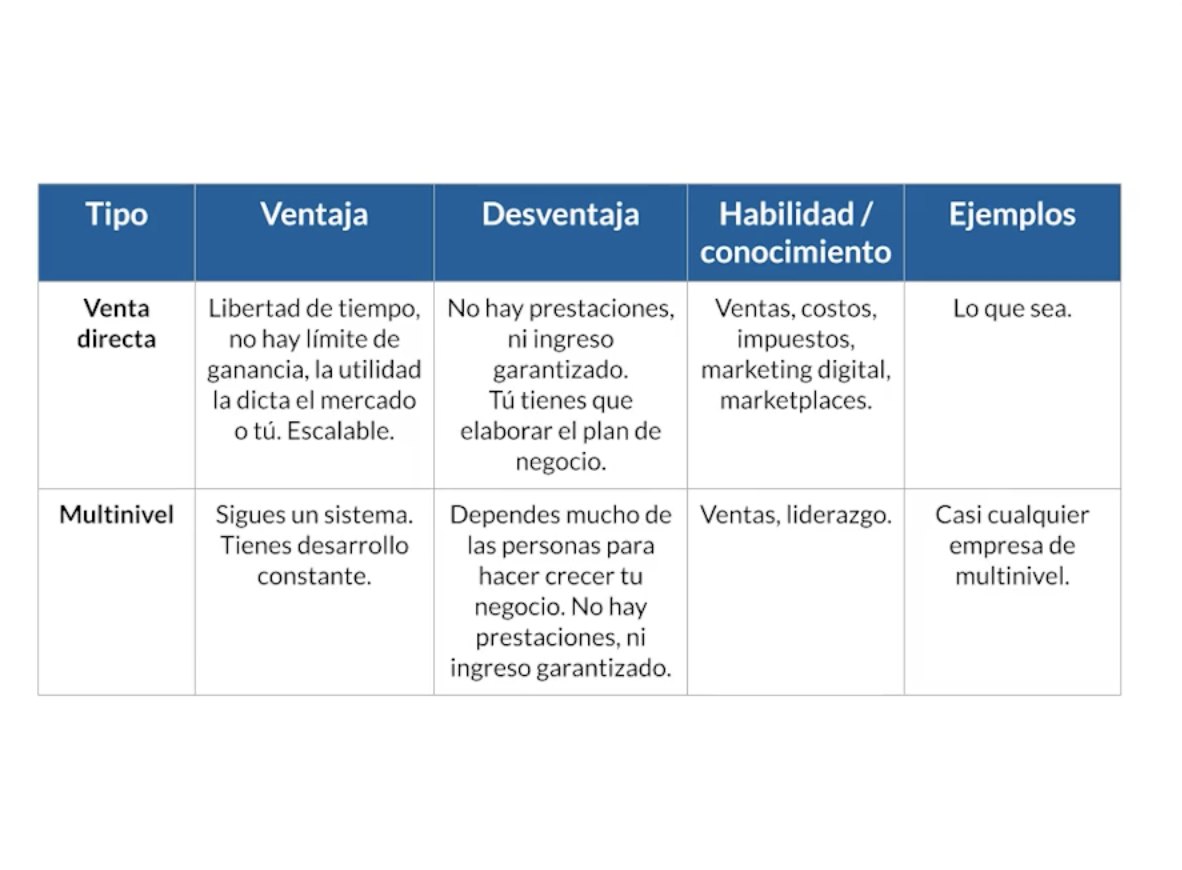 Tipo
Ventaja
Desventaja
Habilidad /
conocimiento
Ejemplos
Venta
directa
Libertad de tiempo,
no hay límite de
ganancia, la utilidad
la dicta el mercado
o tú. Escalable.
No hay prestaciones,
ni ingreso
garantizado.
Tú tienes que
elaborar el plan de
negocio.
Ventas, costos,
impuestos,
marketing digital,
marketplaces.
Lo que sea.
Multinivel
Sigues un sistema.
Tienes desarrollo
constante.
Dependes mucho de
las personas para
hacer crecer tu
negocio. No hay
prestaciones, ni
ingreso garantizado.
Ventas, liderazgo.
Casi cualquier
empresa de
multinivel.